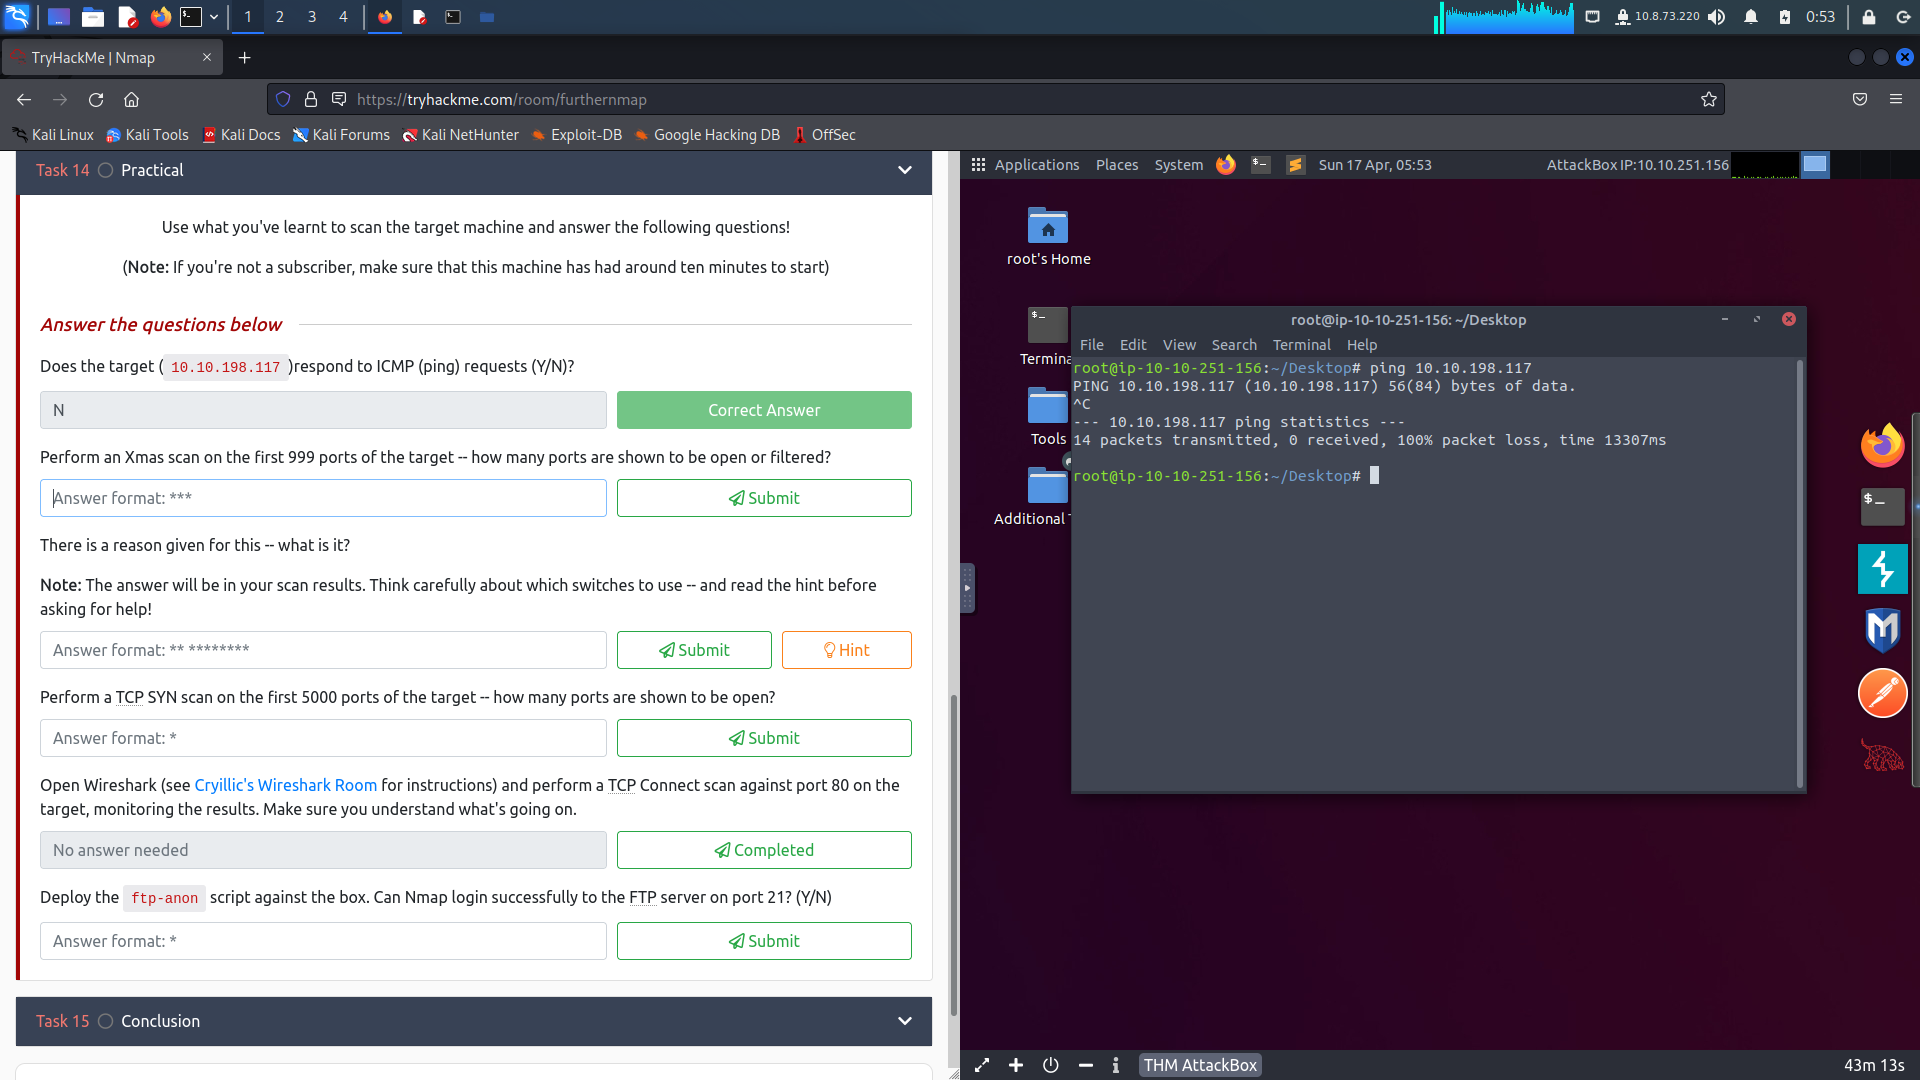 1
2
3
4
10.8.73.220
0:53
TryHackMe | Nmap
https://tryhackme.com/room/furthernmap
Kali Linux
Kali Tools
Kali Docs
Kali Forums
Kali NetHunter
Exploit-DB
Google Hacking DB
OffSec
Task 14
Practical
Use what you've learnt to scan the target machine and answer the following questions!
(Note: If you're not a subscriber, make sure that this machine has had around ten minutes to start)
Answer the questions below
Does the target ( 10.10.198.117 )respond to ICMP (ping) requests (Y/N)?
N
Correct Answer
Perform an Xmas scan on the first 999 ports of the target -- how many ports are shown to be open or filtered?
Answer format: ***
Submit
There is a reason given for this -- what is it?
Note: The answer will be in your scan results. Think carefully about which switches to use -- and read the hint before
asking for help!
Answer format: ** ********
Submit
Hint
Perform a TCP SYN scan on the first 5000 ports of the target -- how many ports are shown to be open?
Answer format: *
Submit
Open Wireshark (see Cryillic's Wireshark Room for instructions) and perform a TCP Connect scan against port 80 on the
target, monitoring the results. Make sure you understand what's going on.
No answer needed
Completed
Deploy the ftp-anon script against the box. Can Nmap login successfully to the FTP server on port 21? (Y/N)
Answer format: *
Submit
Task 15
Conclusion
Applications
Places
System
Sun 17 Apr, 05:53
AttackBox IP:10.10.251.156
root's Home
Termina
Tools
Additional
root@ip-10-10-251-156: ~/Desktop
File
Edit
View
Search
Terminal
Help
root@ip-10-10-251-156:~/Desktop# ping 10.10.198.117
PING 10.10.198.117 (10.10.198.117) 56(84) bytes of data.
^C
--- 10.10.198.117 ping statistics ---
14 packets transmitted, 0 received, 100% packet loss, time 13307ms
root@ip-10-10-251-156:~/Desktop#
THM AttackBox
43m 13s